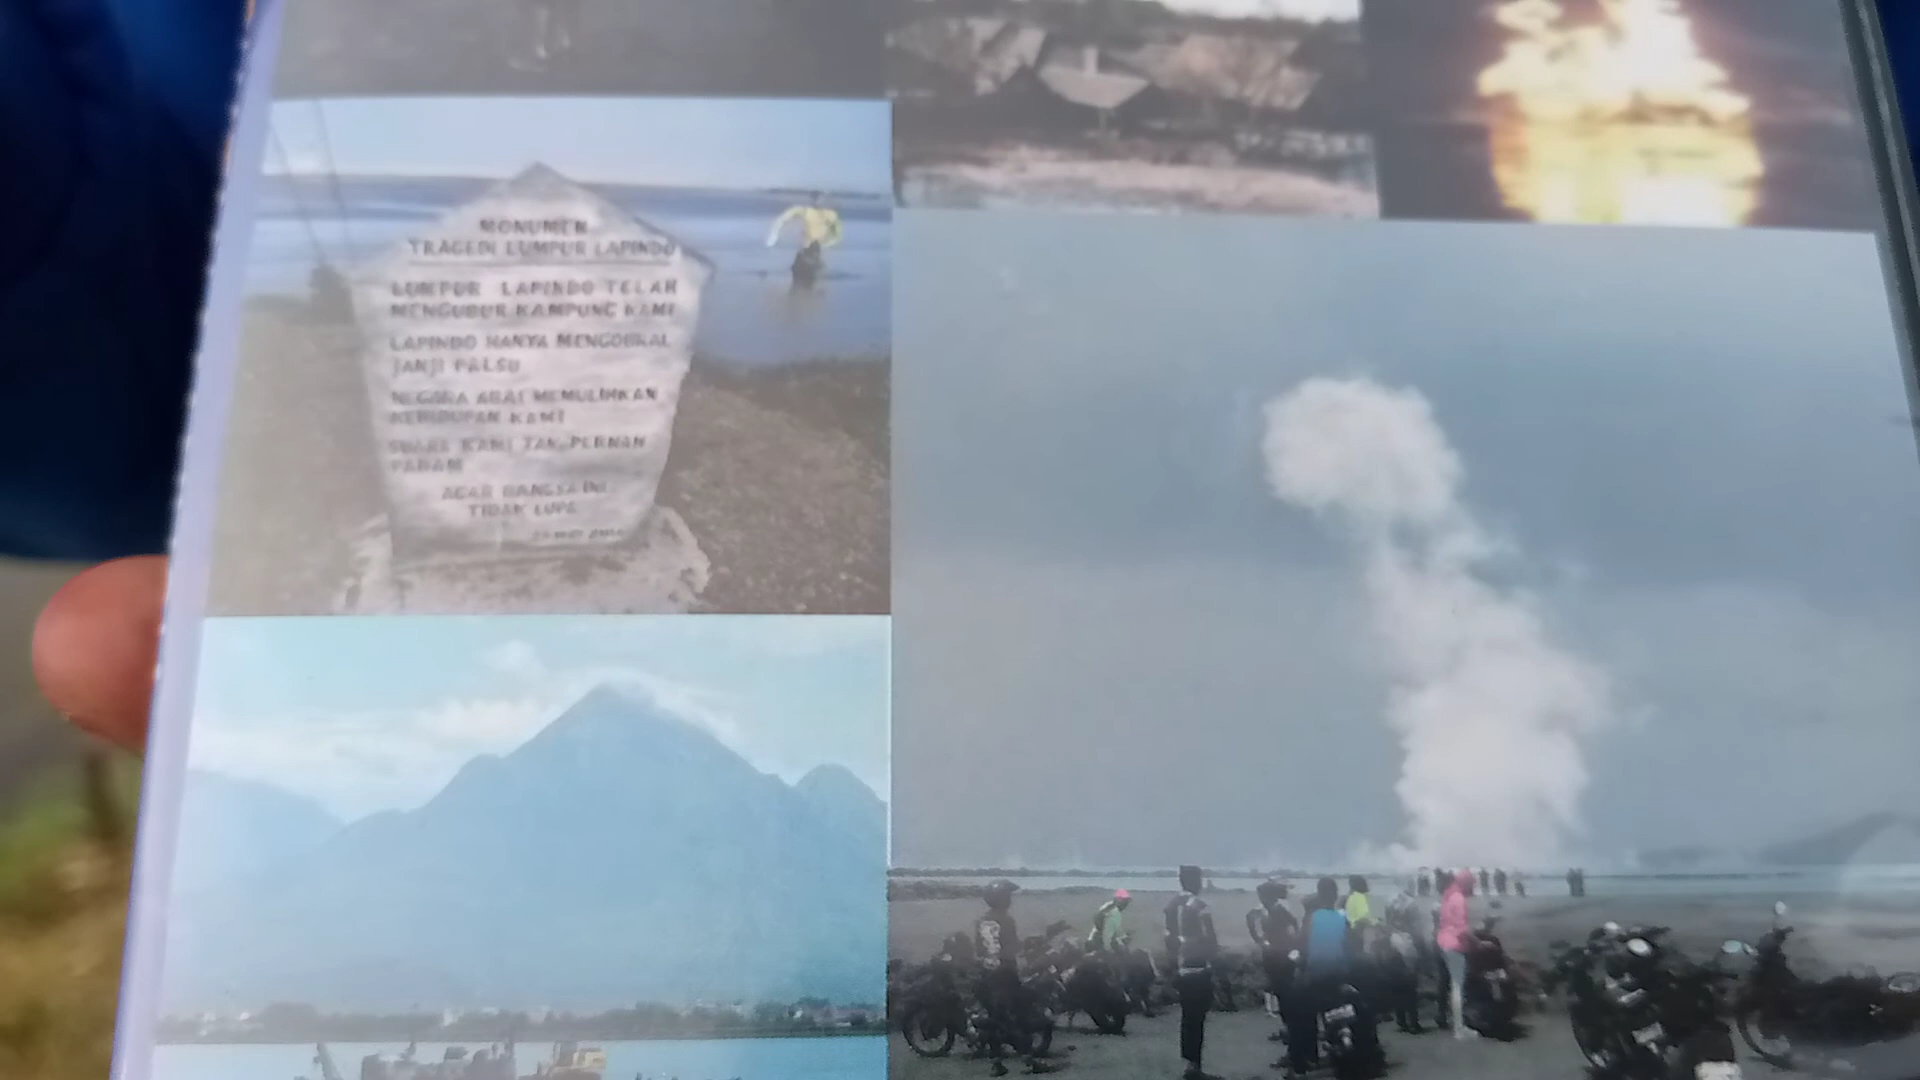 MONUMEN
TRAGEDI LUMPUR LAPINDO
LUMPUR LAPINDO TELAH
MENGUBUR KAMPUNG KAMI
LAPINDO HANYA MENGOBRAL
JANJI PALSU
NEGARA ABAI MEMULIHKAN
KEHIDUPAN KAMI
SUARA KAMI TAK PERNAH
PADAM
AGAR BANGSA INI
TIDAK LUPA